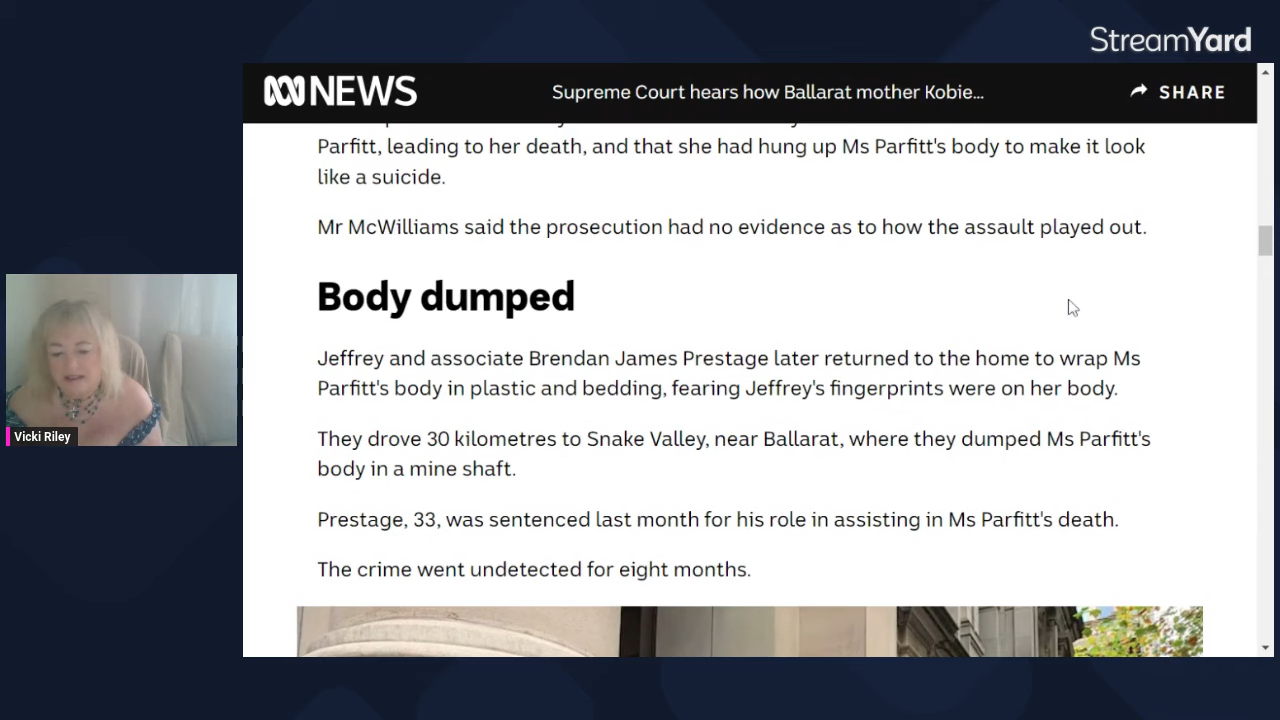 StreamYard
NEWS
Supreme Court hears how Ballarat mother Kobie...
SHARE
Parfitt, leading to her death, and that she had hung up Ms Parfitt's body to make it look
like a suicide.
Mr McWilliams said the prosecution had no evidence as to how the assault played out.
Body dumped
Jeffrey and associate Brendan James Prestage later returned to the home to wrap Ms
Parfitt's body in plastic and bedding, fearing Jeffrey's fingerprints were on her body.
They drove 30 kilometres to Snake Valley, near Ballarat, where they dumped Ms Parfitt's
body in a mine shaft.
Prestage, 33, was sentenced last month for his role in assisting in Ms Parfitt's death.
The crime went undetected for eight months.
Vicki Riley